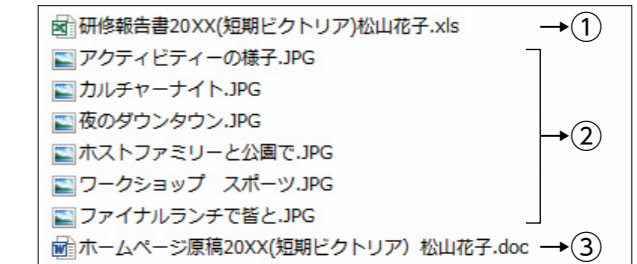 研修報告書20XX(短期ビクトリア)松山花子.xls →①
アクティビティーの様子.JPG
カルチャーナイト.JPG
夜のダウンタウン.JPG
ホストファミリーと公園で.JPG →②
ワークショップ　スポーツ.JPG
ファイナルランチで皆と.JPG
ホームページ原稿20XX(短期ビクトリア）松山花子.doc →③